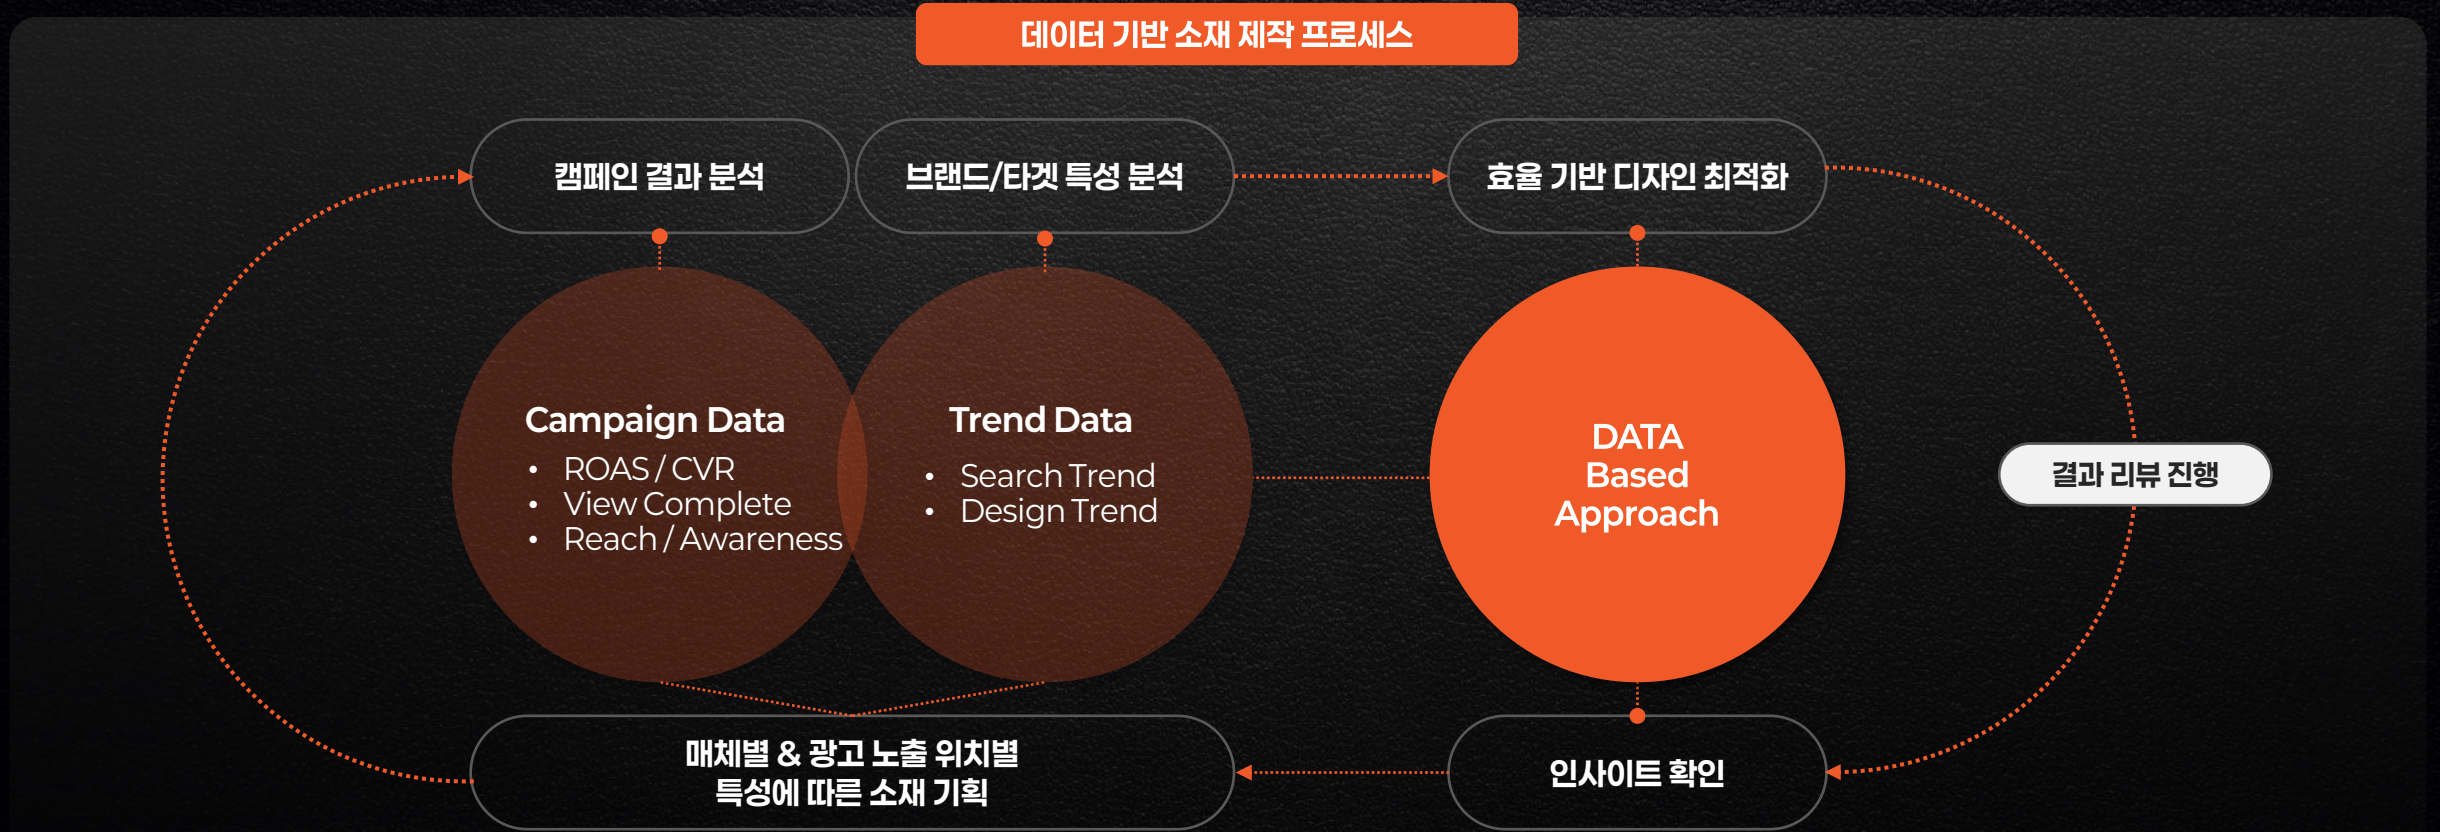 데이터 기반 소재 제작 프로세스
캠페인 결과 분석
브랜드/타겟 특성 분석
효율 기반 디자인 최적화
Campaign Data
• ROAS / CVR
• View Complete
• Reach / Awareness
Trend Data
• Search Trend
• Design Trend
DATA
Based
Approach
결과 리뷰 진행
매체별 & 광고 노출 위치별
특성에 따른 소재 기획
인사이트 확인